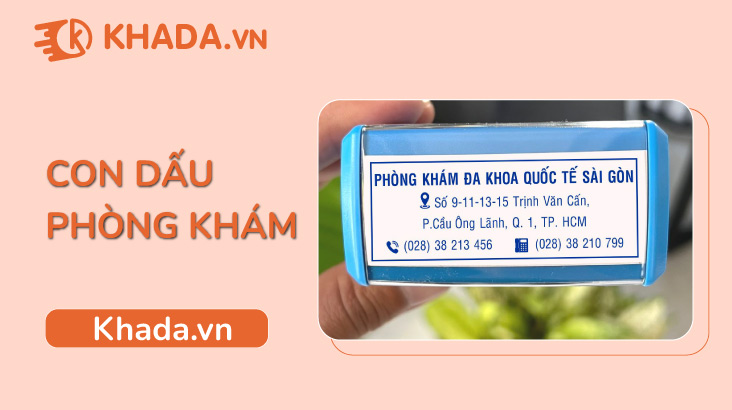 KHADA.VN
CON DẤU
PHÒNG KHÁM
Khada.vn
PHÒNG KHÁM ĐA KHOA QUỐC TẾ SÀI GÒN
Số 9-11-13-15 Trịnh Văn Cấn,
P.Cầu Ông Lãnh, Q. 1, TP. HCM
(028) 38 213 456 (028) 38 210 799